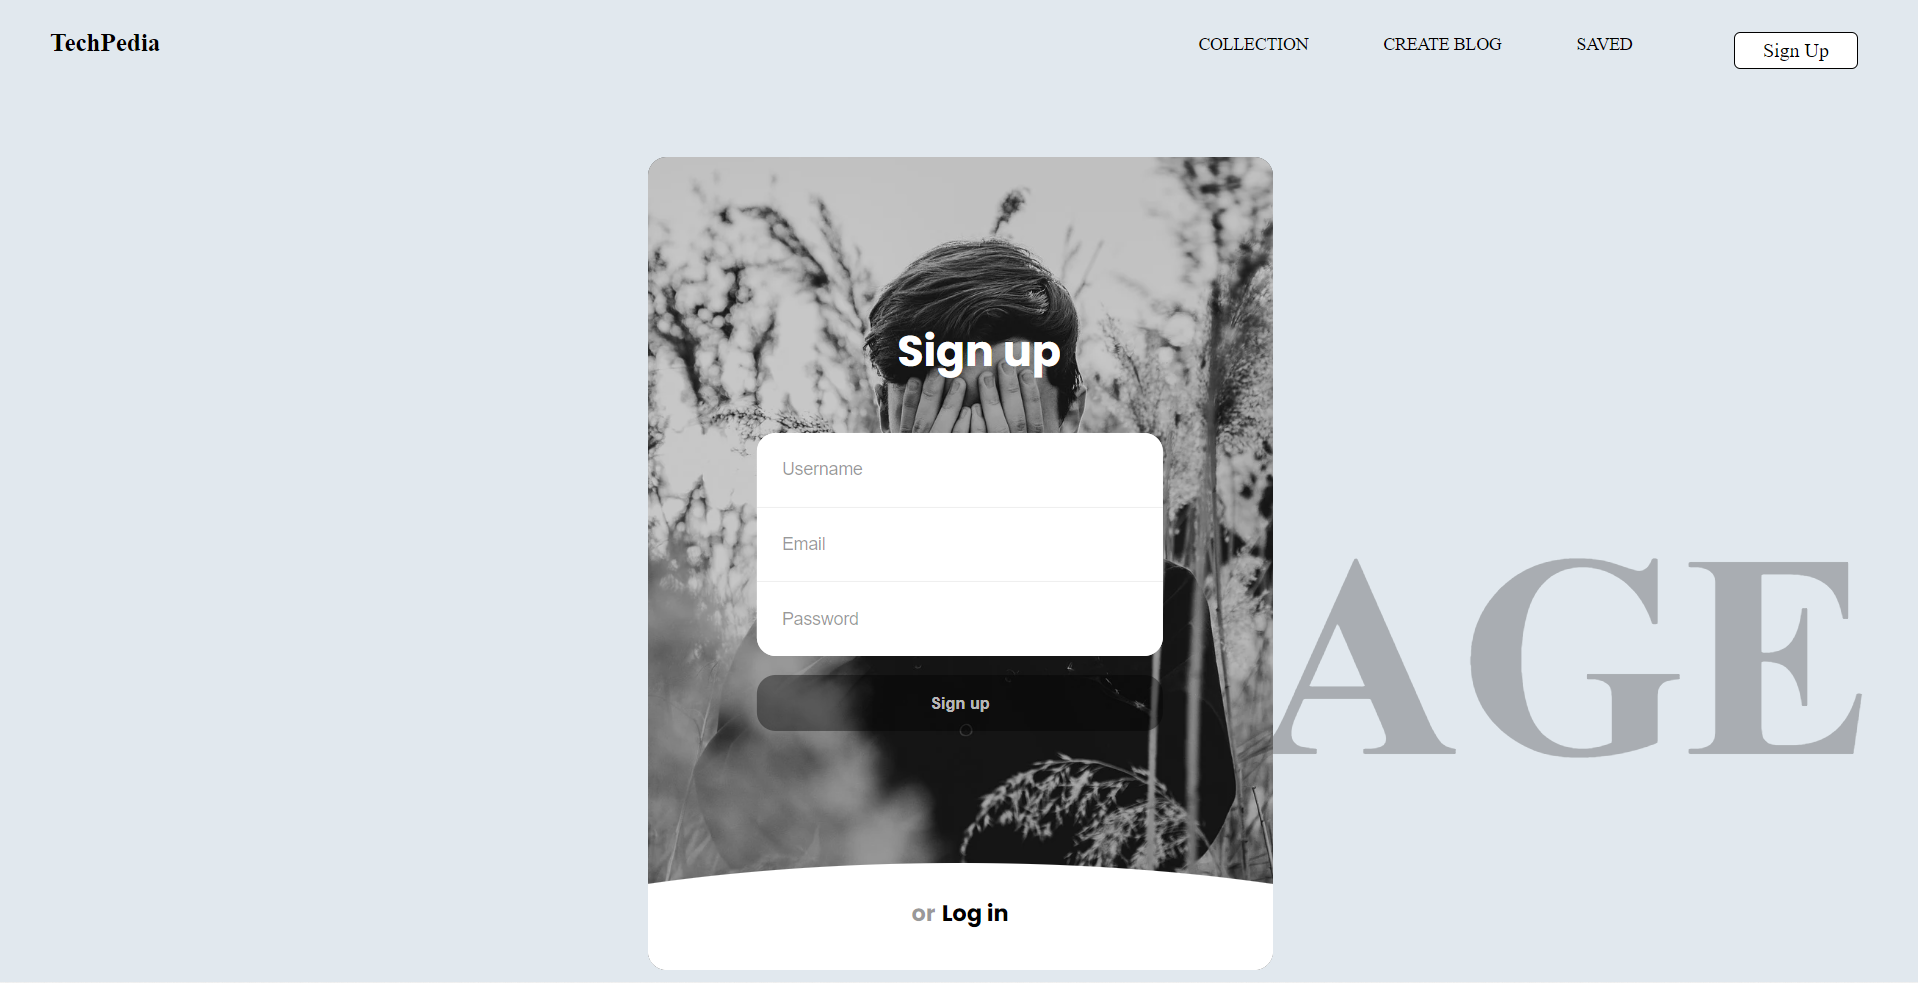 TechPedia
COLLECTION CREATE BLOG SAVED Sign Up
Sign up
Username
Email
Password
AGE
Sign up
or Log in